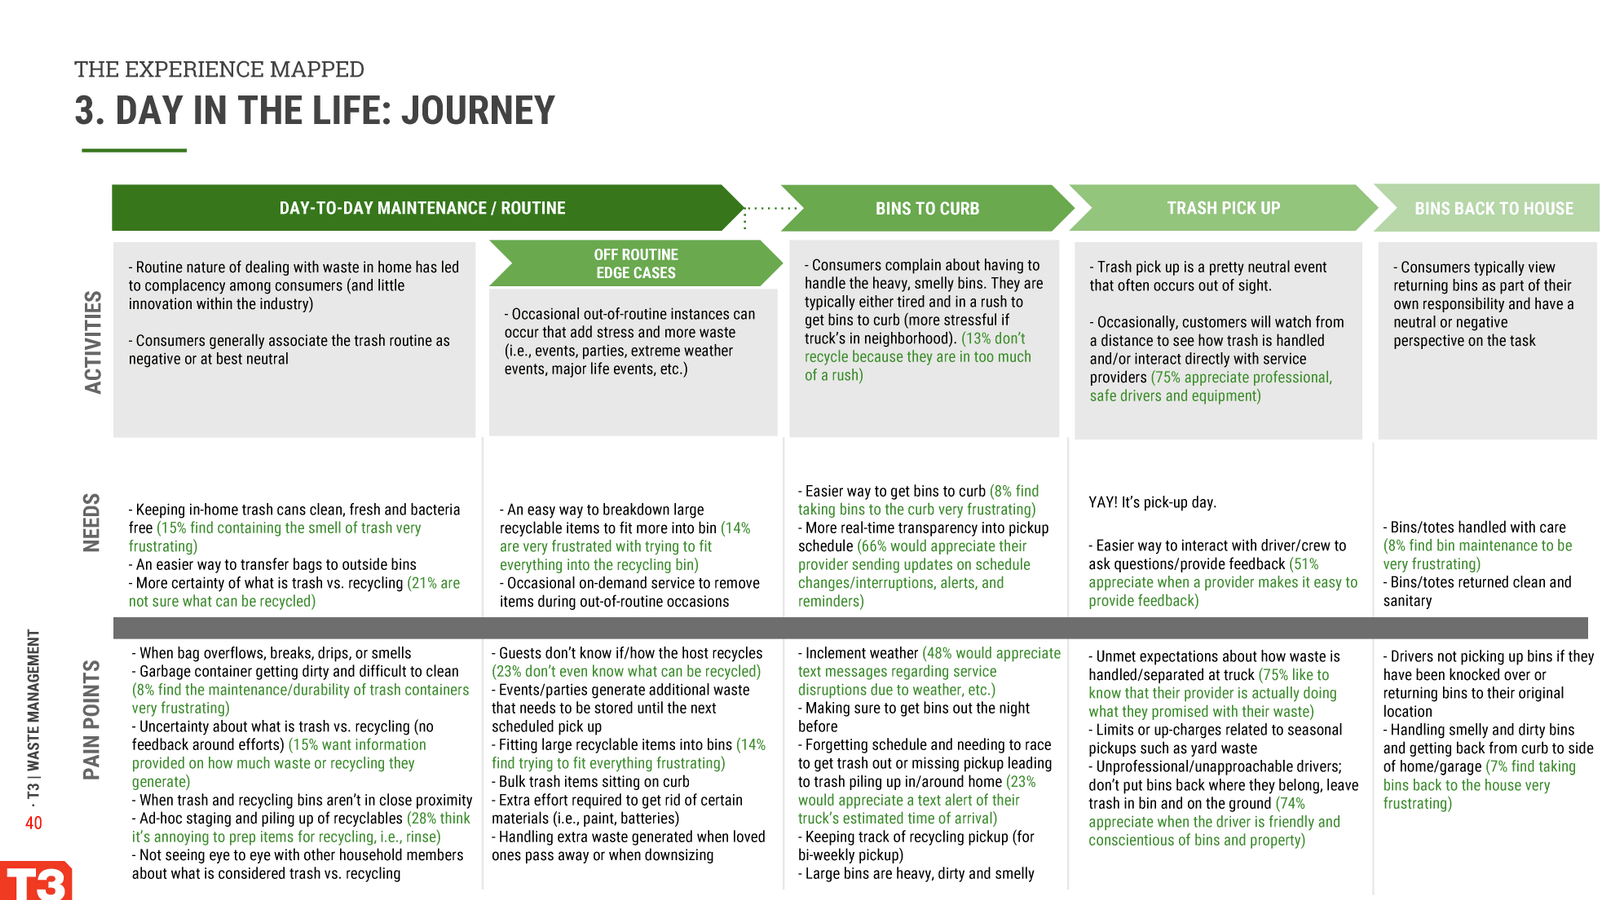 THE EXPERIENCE MAPPED
3. DAY IN THE LIFE: JOURNEY
DAY-TO-DAY MAINTENANCE / ROUTINE
BINS TO CURB
TRASH PICK UP
BINS BACK TO HOUSE
OFF ROUTINE
EDGE CASES
ACTIVITIES
- Routine nature of dealing with waste in home has led
to complacency among consumers (and little
innovation within the industry)
- Consumers generally associate the trash routine as
negative or at best neutral
- Occasional out-of-routine instances can
occur that add stress and more waste
(i.e., events, parties, extreme weather
events, major life events, etc.)
- Consumers complain about having to
handle the heavy, smelly bins. They are
typically either tired and in a rush to
get bins to curb (more stressful if
truck's in neighborhood). (13% don't
recycle because they are in too much
of a rush)
- Trash pick up is a pretty neutral event
that often occurs out of sight.
- Occasionally, customers will watch from
a distance to see how trash is handled
and/or interact directly with service
providers (75% appreciate professional,
safe drivers and equipment)
- Consumers typically view
returning bins as part of their
own responsibility and have a
neutral or negative
perspective on the task
NEEDS
- Keeping in-home trash cans clean, fresh and bacteria
free (15% find containing the smell of trash very
frustrating)
- An easier way to transfer bags to outside bins
- More certainty of what is trash vs. recycling (21% are
not sure what can be recycled)
- An easy way to breakdown large
recyclable items to fit more into bin (14%
are very frustrated with trying to fit
everything into the recycling bin)
- Occasional on-demand service to remove
items during out-of-routine occasions
- Easier way to get bins to curb (8% find
taking bins to the curb very frustrating)
- More real-time transparency into pickup
schedule (66% would appreciate their
provider sending updates on schedule
changes/interruptions, alerts, and
reminders)
YAY! It's pick-up day.
- Easier way to interact with driver/crew to
ask questions/provide feedback (51%
appreciate when a provider makes it easy to
provide feedback)
- Bins/totes handled with care
(8% find bin maintenance to be
very frustrating)
- Bins/totes returned clean and
sanitary
PAIN POINTS
- When bag overflows, breaks, drips, or smells
- Garbage container getting dirty and difficult to clean
(8% find the maintenance/durability of trash containers
very frustrating)
- Uncertainty about what is trash vs. recycling (no
feedback around efforts) (15% want information
provided on how much waste or recycling they
generate)
- When trash and recycling bins aren't in close proximity
- Ad-hoc staging and piling up of recyclables (28% think
it's annoying to prep items for recycling, i.e., rinse)
- Not seeing eye to eye with other household members
about what is considered trash vs. recycling
- Guests don't know if/how the host recycles
(23% don't even know what can be recycled)
- Events/parties generate additional waste
that needs to be stored until the next
scheduled pick up
- Fitting large recyclable items into bins (14%
find trying to fit everything frustrating)
- Bulk trash items sitting on curb
- Extra effort required to get rid of certain
materials (i.e., paint, batteries)
- Handling extra waste generated when loved
ones pass away or when downsizing
- Inclement weather (48% would appreciate
text messages regarding service
disruptions due to weather, etc.)
- Making sure to get bins out the night
before
- Forgetting schedule and needing to race
to get trash out or missing pickup leading
to trash piling up in/around home (23%
would appreciate a text alert of their
truck's estimated time of arrival)
- Keeping track of recycling pickup (for
bi-weekly pickup)
- Large bins are heavy, dirty and smelly
- Unmet expectations about how waste is
handled/separated at truck (75% like to
know that their provider is actually doing
what they promised with their waste)
- Limits or up-charges related to seasonal
pickups such as yard waste
- Unprofessional/unapproachable drivers;
don't put bins back where they belong, leave
trash in bin and on the ground (74%
appreciate when the driver is friendly and
conscientious of bins and property)
- Drivers not picking up bins if they
have been knocked over or
returning bins to their original
location
- Handling smelly and dirty bins
and getting back from curb to side
of home/garage (7% find taking
bins back to the house very
frustrating)
· T3 | WASTE MANAGEMENT
40
T3